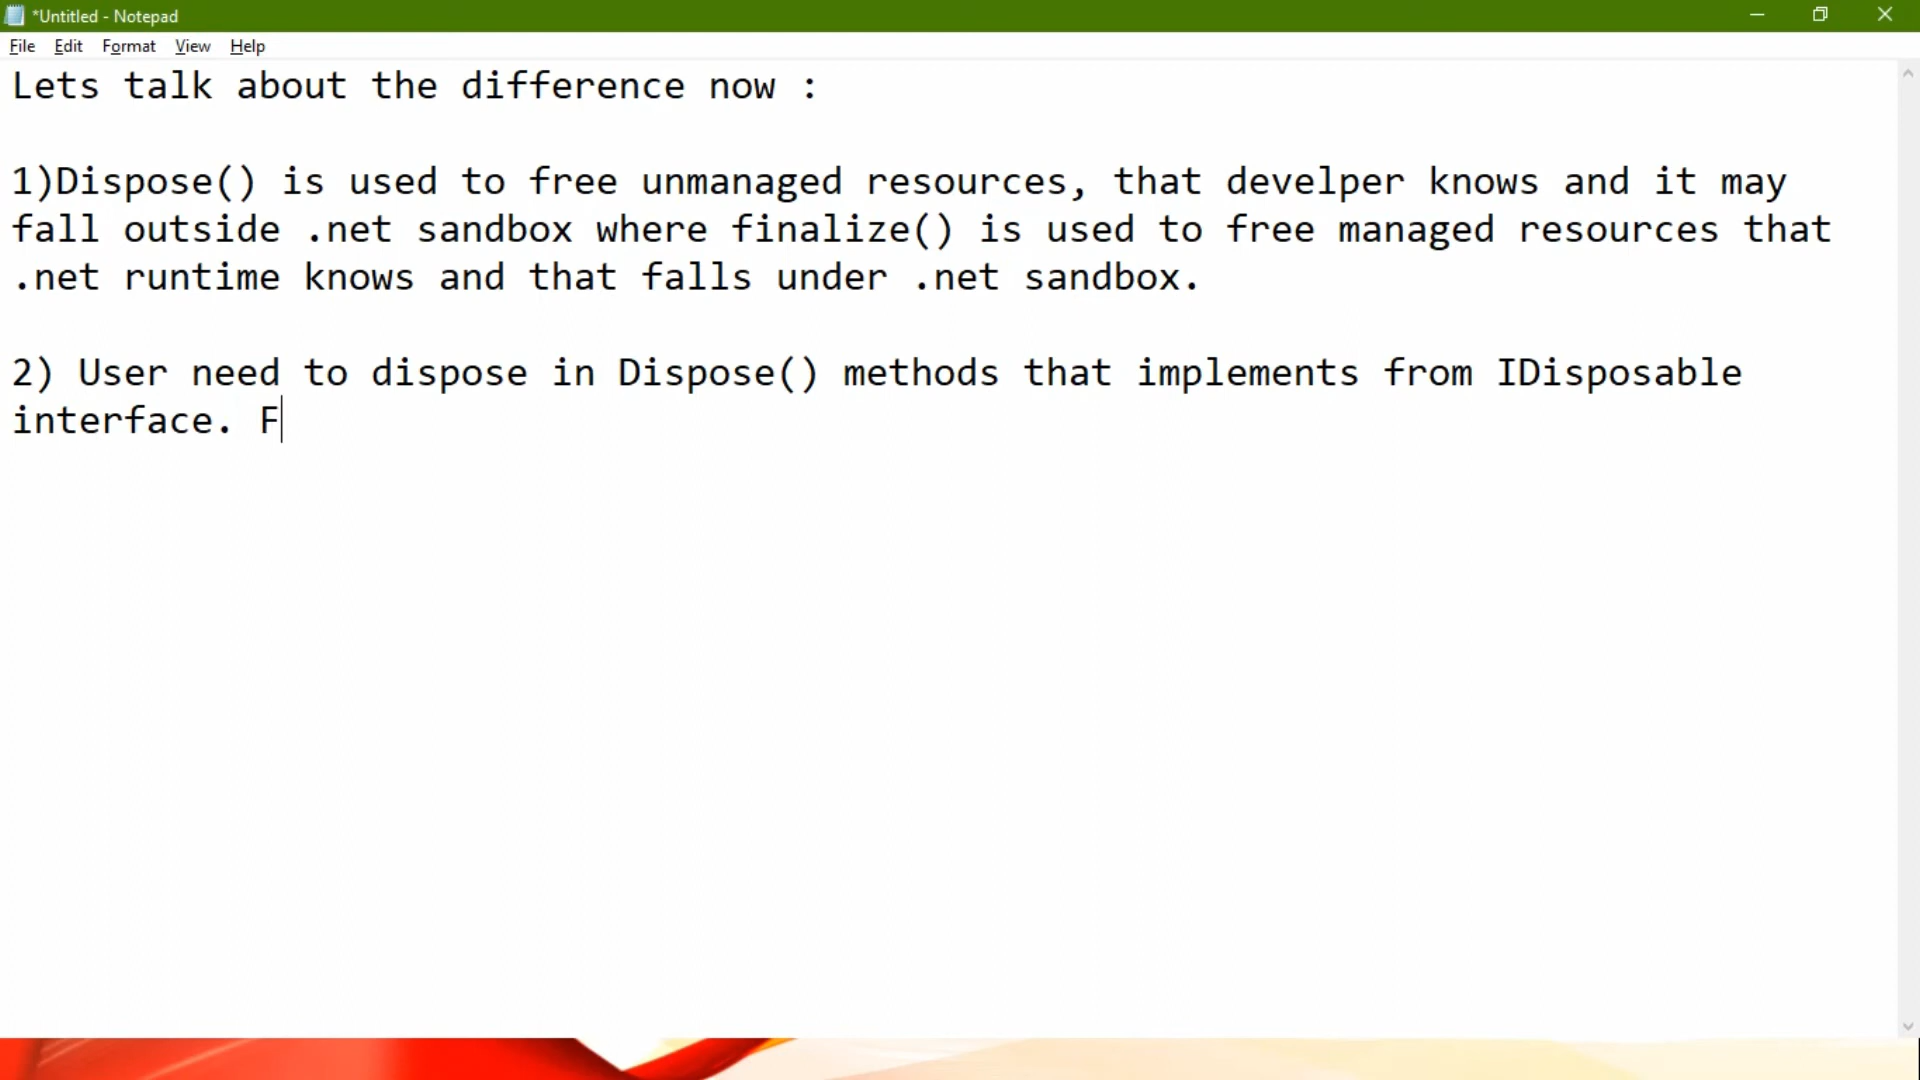 *Untitled - Notepad
File Edit Format View Help
Lets talk about the difference now :
1)Dispose() is used to free unmanaged resources, that develper knows and it may
fall outside .net sandbox where finalize() is used to free managed resources that
.net runtime knows and that falls under .net sandbox.
2) User need to dispose in Dispose() methods that implements from IDisposable
interface. F